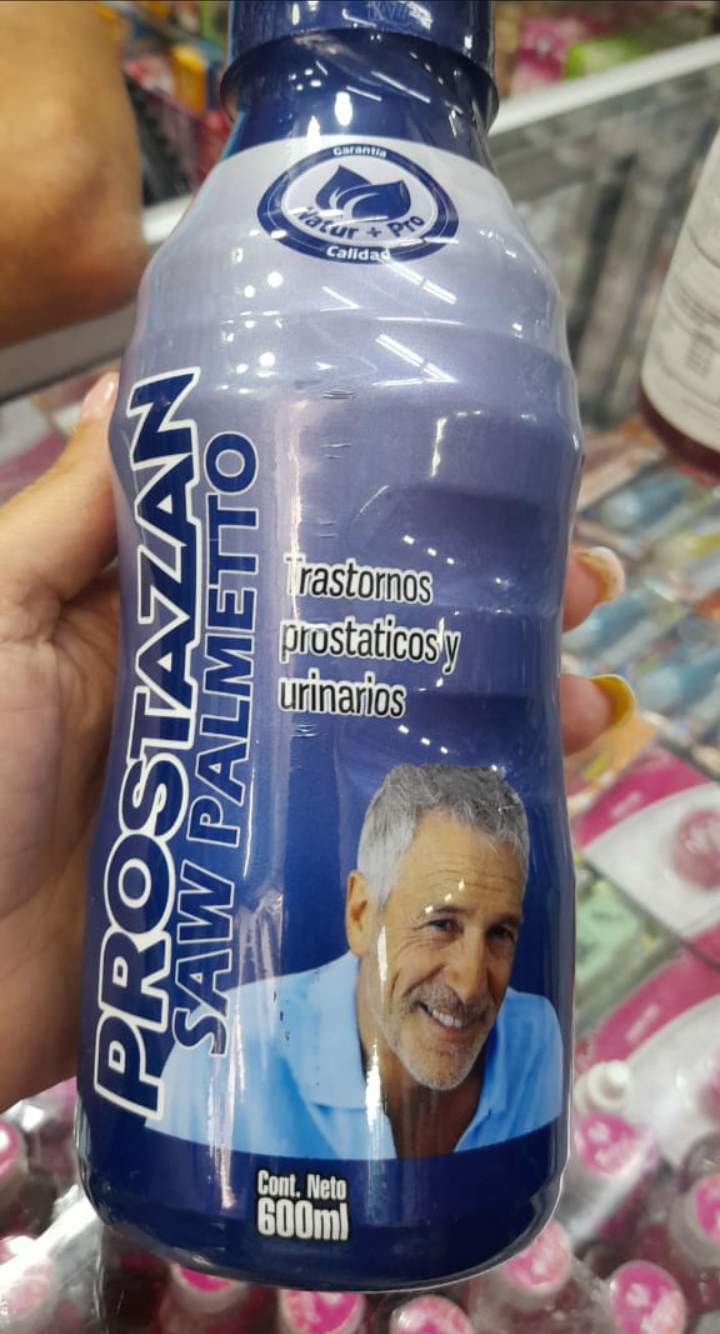 Garantía
Natur + Pro
Calidad
PROSTAZAN
SAW PALMETTO
Trastornos
prostaticos y
urinarios
Cont. Neto
600ml